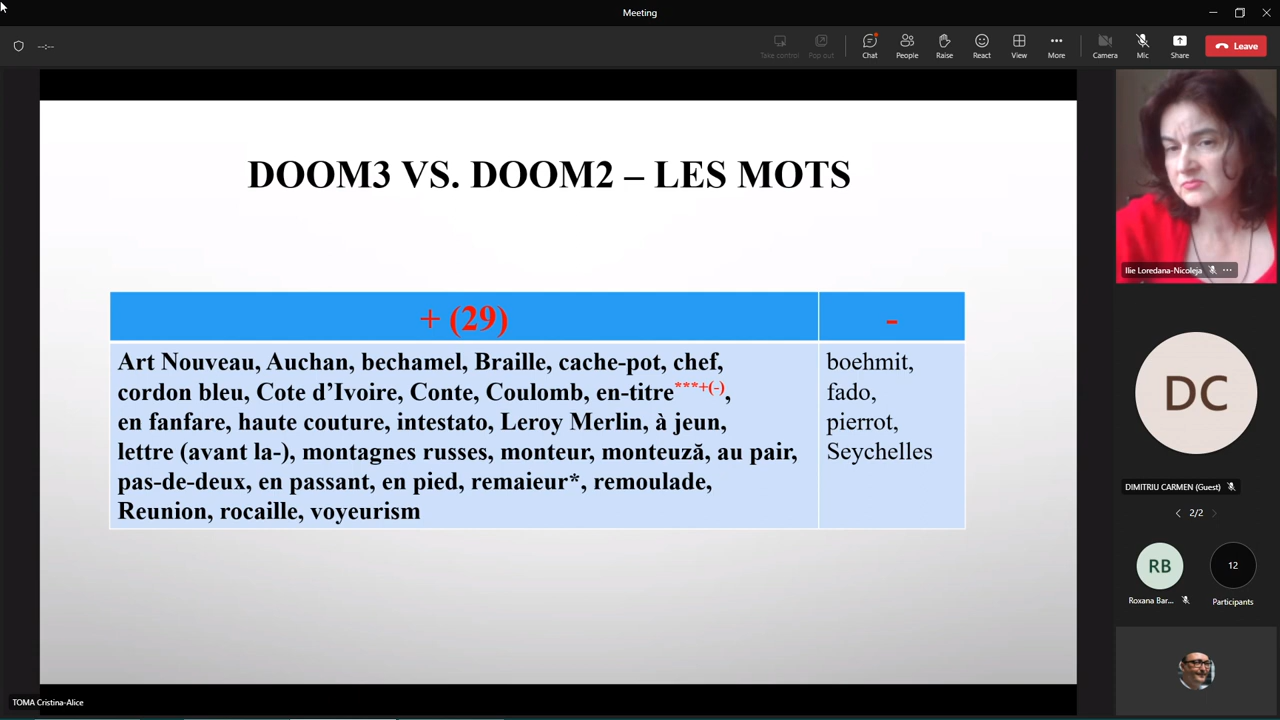 Meeting
--:--
Take control
Pop out
Chat
People
Raise
React
View
More
Camera
Mic
Share
Leave
DOOM3 VS. DOOM2 – LES MOTS
+ (29)
-
Art Nouveau, Auchan, bechamel, Braille, cache-pot, chef,
cordon bleu, Cote d’Ivoire, Conte, Coulomb, en-titre***+(-),
en fanfare, haute couture, intestato, Leroy Merlin, à jeun,
lettre (avant la-), montagnes russes, monteur, monteuză, au pair,
pas-de-deux, en passant, en pied, remaieur*, remoulade,
Reunion, rocaille, voyeurism
boehmit,
fado,
pierrot,
Seychelles
Ilie Loredana-Nicoleja
DC
DIMITRIU CARMEN (Guest)
2/2
RB
12
Roxana Bar...
Participants
TOMA Cristina-Alice